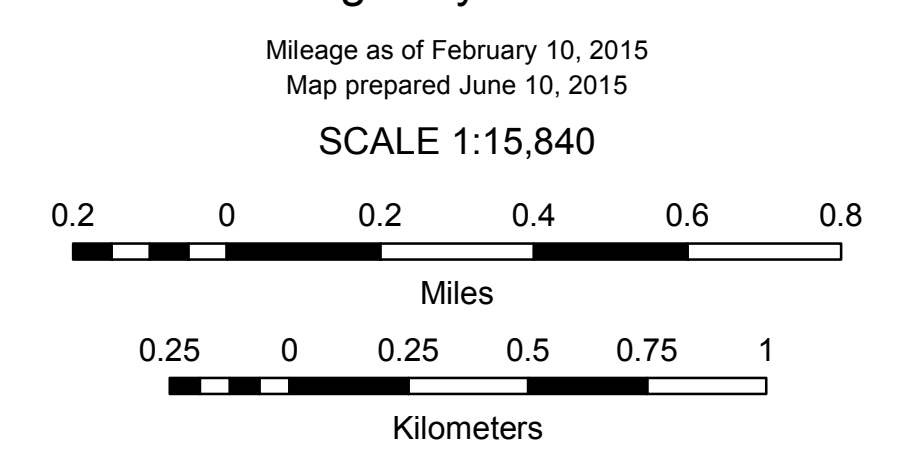 Mileage as of February 10, 2015
Map prepared June 10, 2015
SCALE 1:15,840
0.2 0 0.2 0.4 0.6 0.8
Miles
0.25 0 0.25 0.5 0.75 1
Kilometers